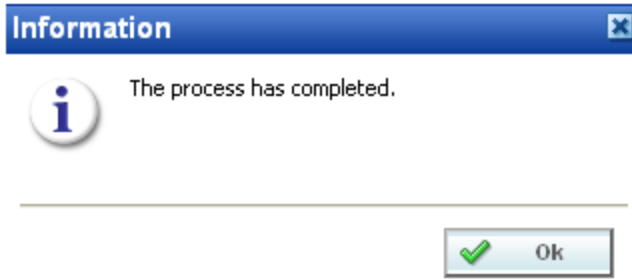 Information
The process has completed.
Ok